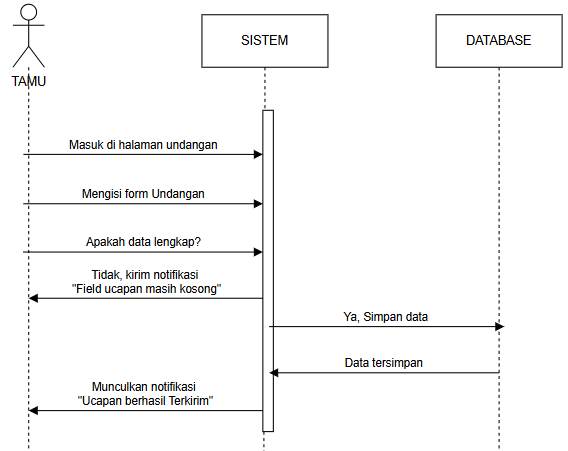 TAMU
SISTEM
DATABASE
Masuk di halaman undangan
Mengisi form Undangan
Apakah data lengkap?
Tidak, kirim notifikasi
"Field ucapan masih kosong"
Ya, Simpan data
Data tersimpan
Munculkan notifikasi
"Ucapan berhasil Terkirim"